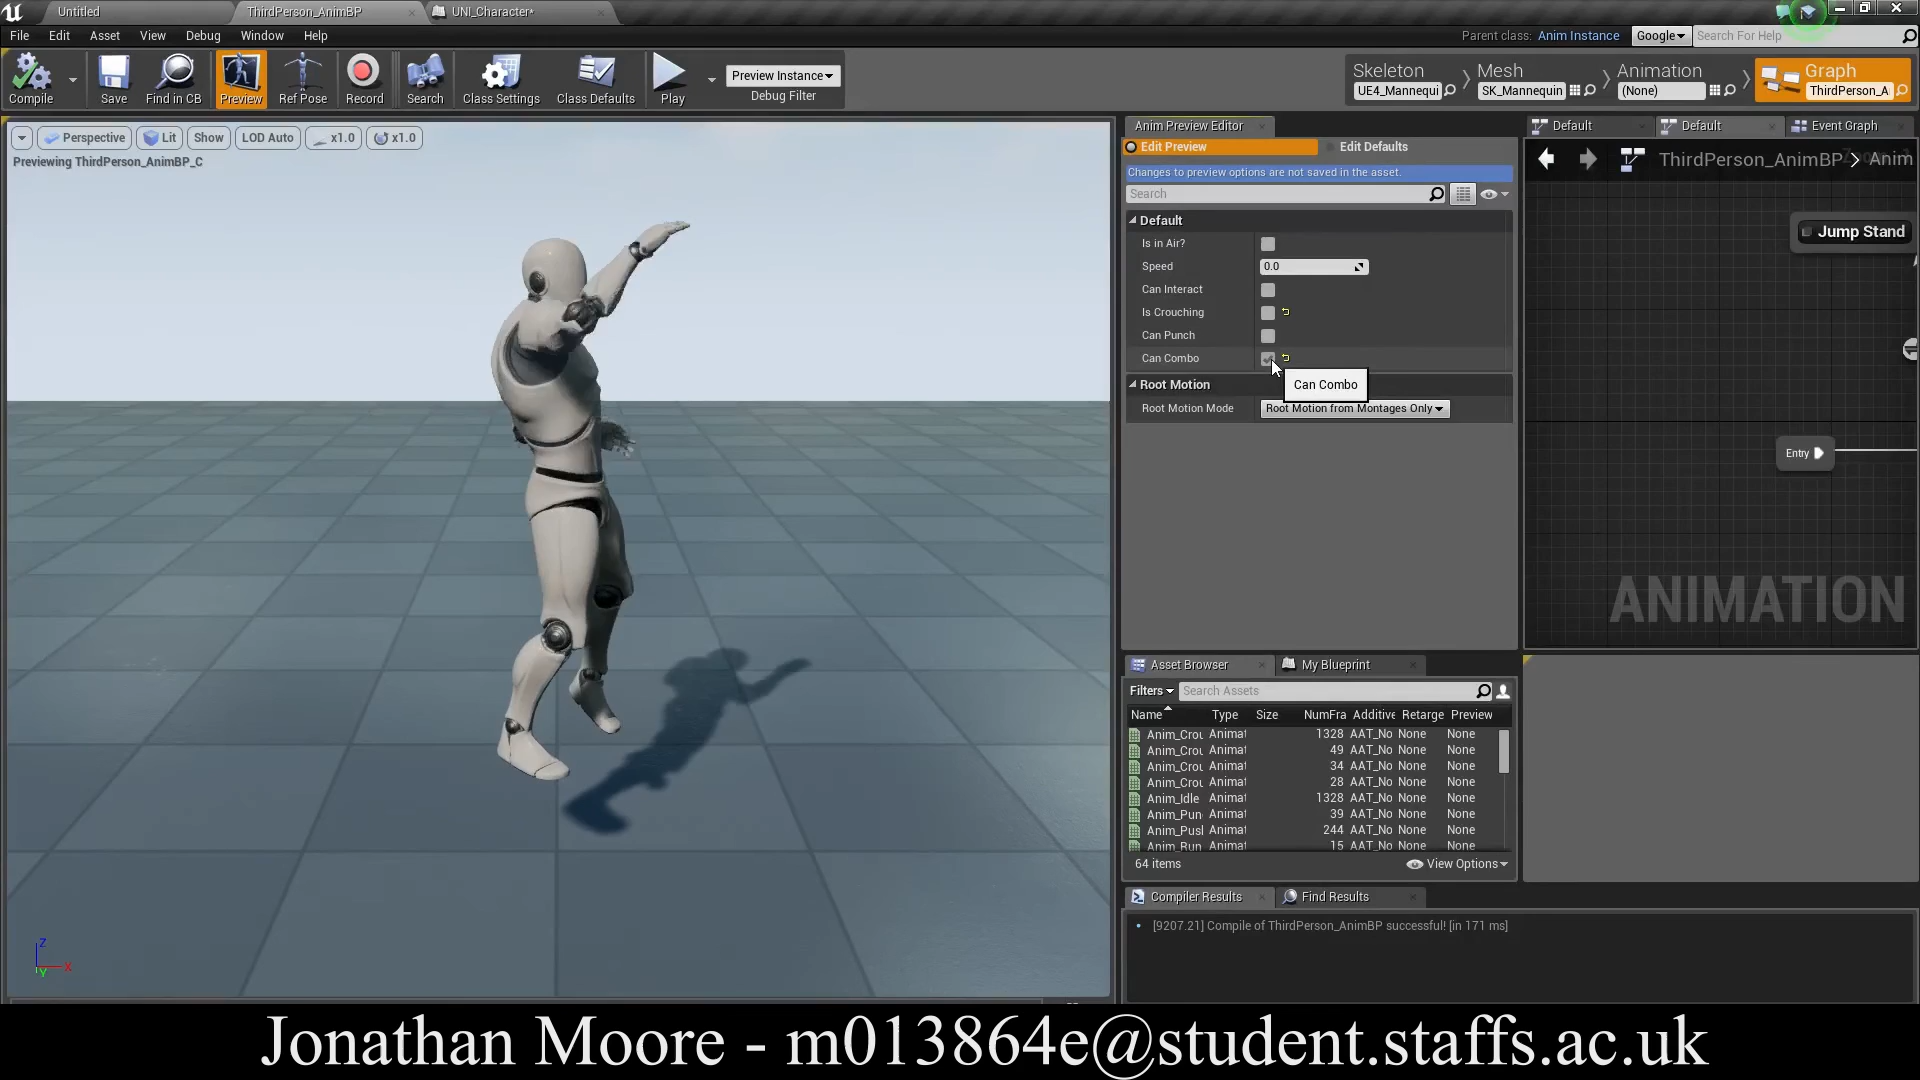 Untitled
ThirdPerson_AnimBP
UNI_Character*
File Edit Asset View Debug Window Help
Parent class: Anim Instance
Google
Search For Help
Compile
Save
Find in CB
Preview
Ref Pose
Record
Search
Class Settings
Class Defaults
Play
Preview Instance
Debug Filter
Skeleton
UE4_Mannequi
Mesh
SK_Mannequin
Animation
(None)
Graph
ThirdPerson_A
Perspective
Lit
Show
LOD Auto
x1.0
x1.0
Previewing ThirdPerson_AnimBP_C
Z
X
Y
Anim Preview Editor
Edit Preview
Edit Defaults
Changes to preview options are not saved in the asset.
Search
Default
Is in Air?
Speed 0.0
Can Interact
Is Crouching
Can Punch
Can Combo
Can Combo
Root Motion
Root Motion Mode Root Motion from Montages Only
Default
Default
Event Graph
ThirdPerson_AnimBP > Anim
Jump Stand
Entry
ANIMATION
Asset Browser
My Blueprint
Filters
Search Assets
Name Type Size NumFra Additive Retarge Preview
Anim_Crou Animat 1328 AAT_No None None
Anim_Crou Animat 49 AAT_No None None
Anim_Crou Animat 34 AAT_No None None
Anim_Crou Animat 28 AAT_No None None
Anim_Idle Animat 1328 AAT_No None None
Anim_Pun Animat 39 AAT_No None None
Anim_Pusl Animat 244 AAT_No None None
Anim_Run Animat 15 AAT_No None None
64 items
View Options
Compiler Results
Find Results
[9207.21] Compile of ThirdPerson_AnimBP successful! [in 171 ms]
Jonathan Moore - m013864e@student.staffs.ac.uk